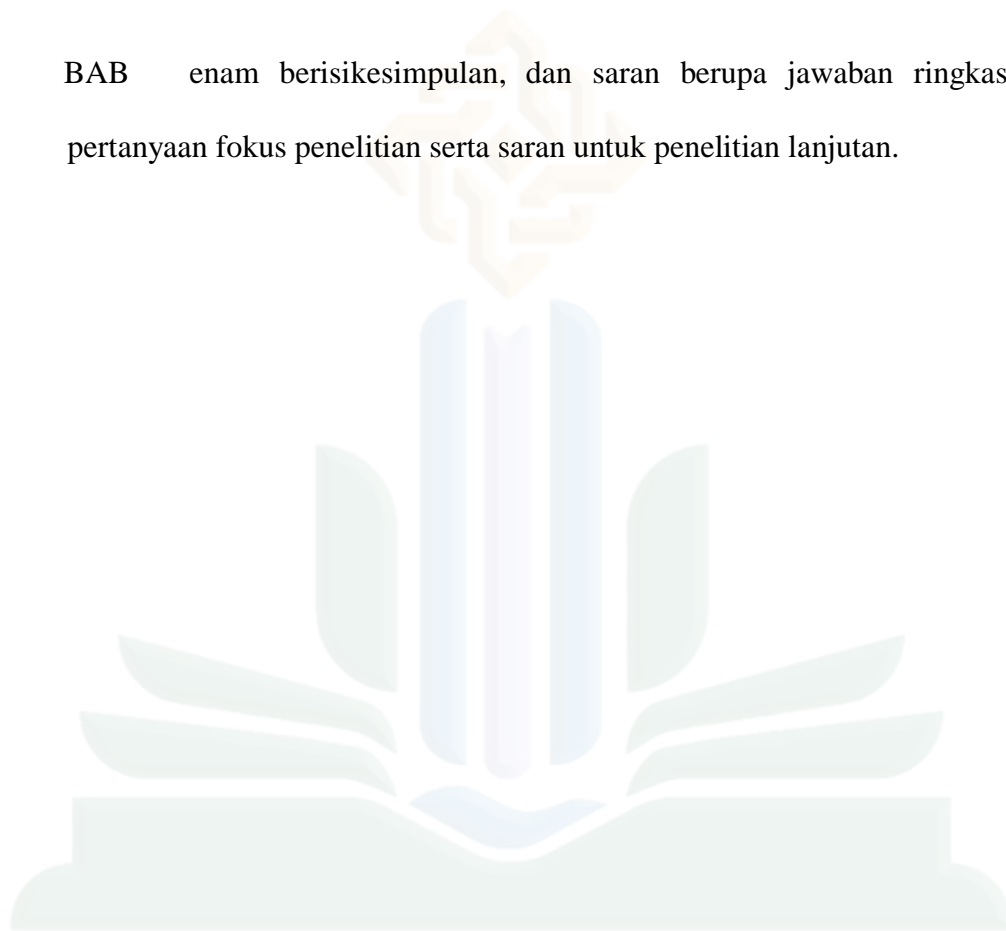 BAB enam berisikesimpulan, dan saran berupa jawaban ringkas
pertanyaan fokus penelitian serta saran untuk penelitian lanjutan.